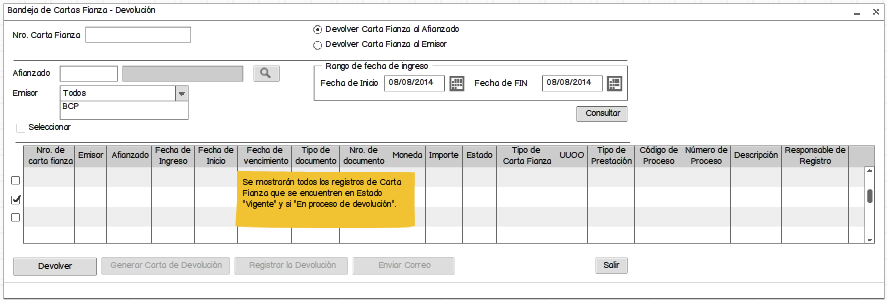 Bandeja de Cartas Fianza - Devolución
Nro. Carta Fianza
Devolver Carta Fianza al Afianzado
Devolver Carta Fianza al Emisor
Afianzado
Rango de fecha de ingreso
Fecha de Inicio 08/08/2014 Fecha de FIN 08/08/2014
Emisor Todos
BCP
Consultar
Seleccionar
Nro. de carta fianza
Emisor
Afianzado
Fecha de Ingreso
Fecha de Inicio
Fecha de vencimiento
Tipo de documento
Nro. de documento
Moneda
Importe
Estado
Tipo de Carta Fianza
UUOO
Tipo de Prestación
Código de Proceso
Número de Proceso
Descripción
Responsable de Registro
Se mostrarán todos los registros de Carta
Fianza que se encuentren en Estado
"Vigente" y si "En proceso de devolución".
Devolver
Generar Carta de Devolución
Registrar la Devolución
Enviar Correo
Salir